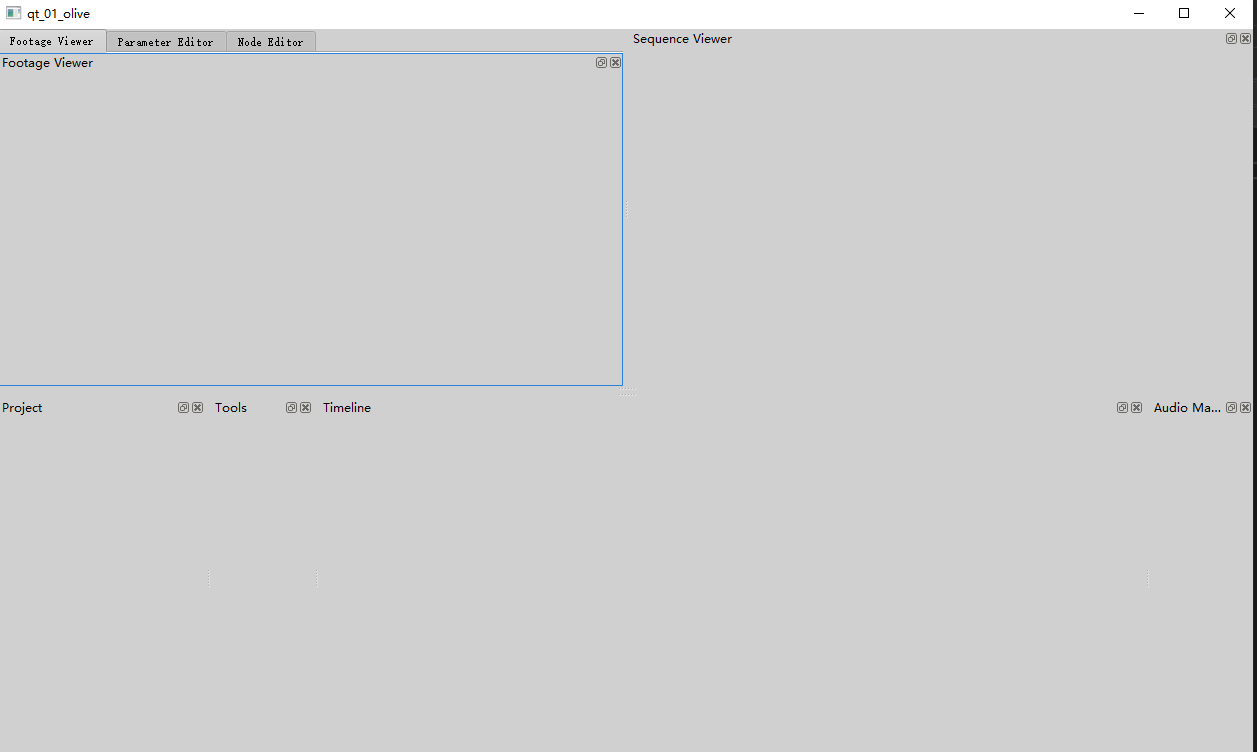 qt_01_olive
Footage Viewer Parameter Editor Node Editor
Sequence Viewer
Footage Viewer
Project Tools Timeline Audio Ma...